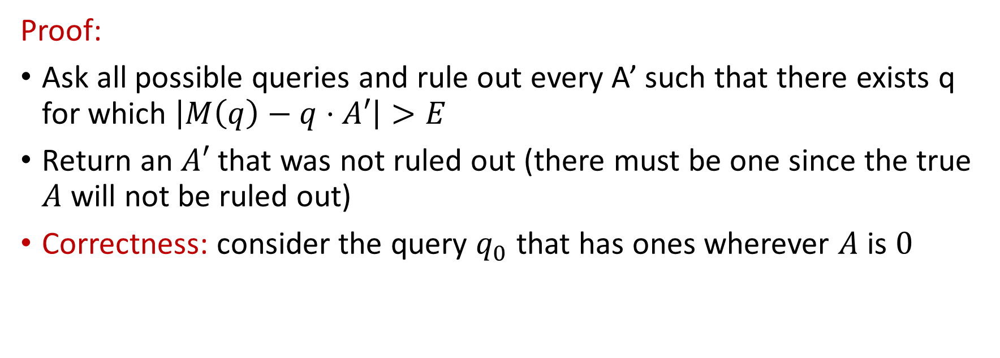 Proof:
• Ask all possible queries and rule out every A’ such that there exists q
for which |M(q) − q · A′| > E
• Return an A′ that was not ruled out (there must be one since the true
A will not be ruled out)
• Correctness: consider the query q₀ that has ones wherever A is 0